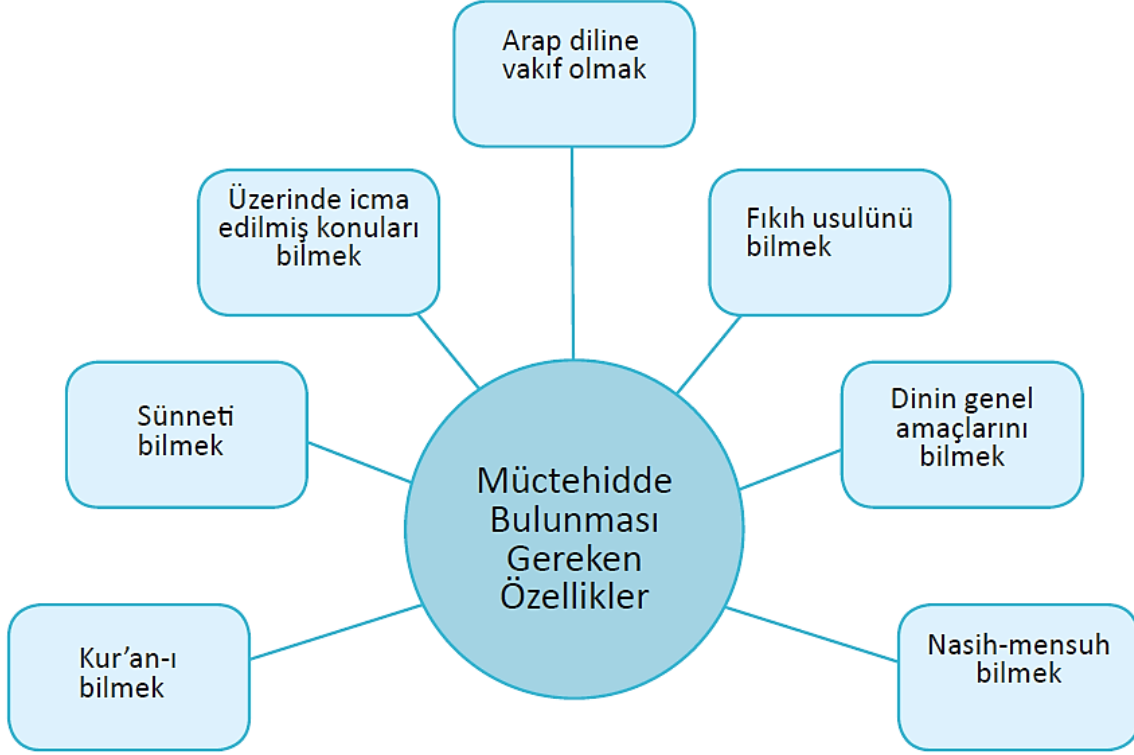 Arap diline
vakıf olmak
Üzerinde icma
edilmiş konuları
bilmek
Fıkıh usulünü
bilmek
Sünneti
bilmek
Dinin genel
amaçlarını
bilmek
Müctehidde
Bulunması
Gereken
Özellikler
Kur’an-ı
bilmek
Nasih-mensuh
bilmek